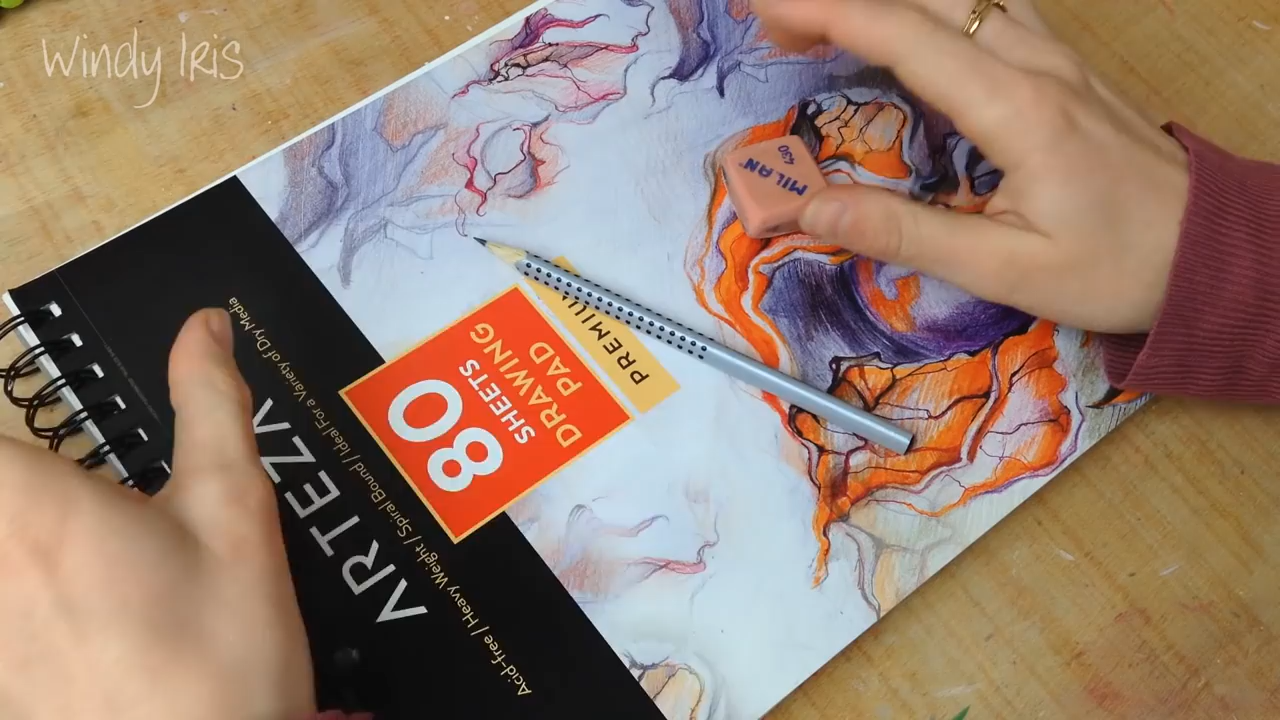 Windy Iris
MILAN
430
PREMIUM
80
SHEETS
DRAWING
PAD
ARTEZA
Acid-free / Heavy Weight / Spiral Bound / Ideal For a Variety of Dry Media